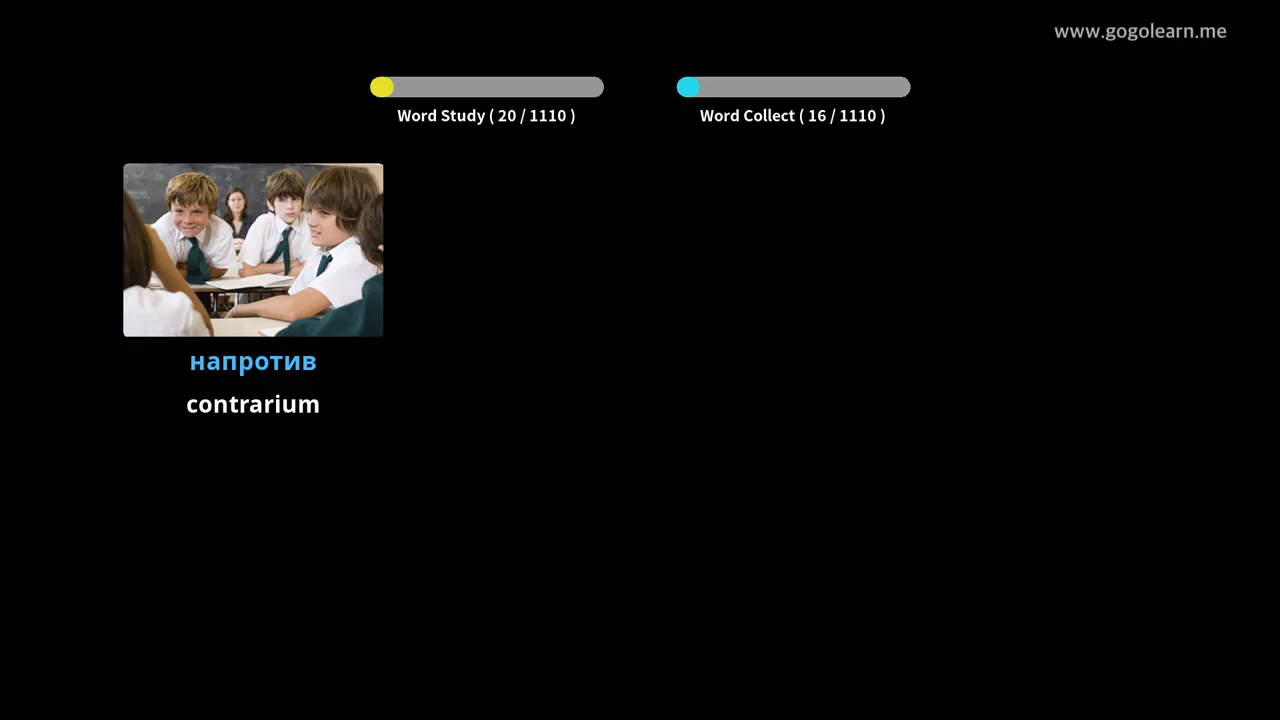 www.gogolearn.me
Word Study ( 20 / 1110 )
Word Collect ( 16 / 1110 )
напротив
contrarium